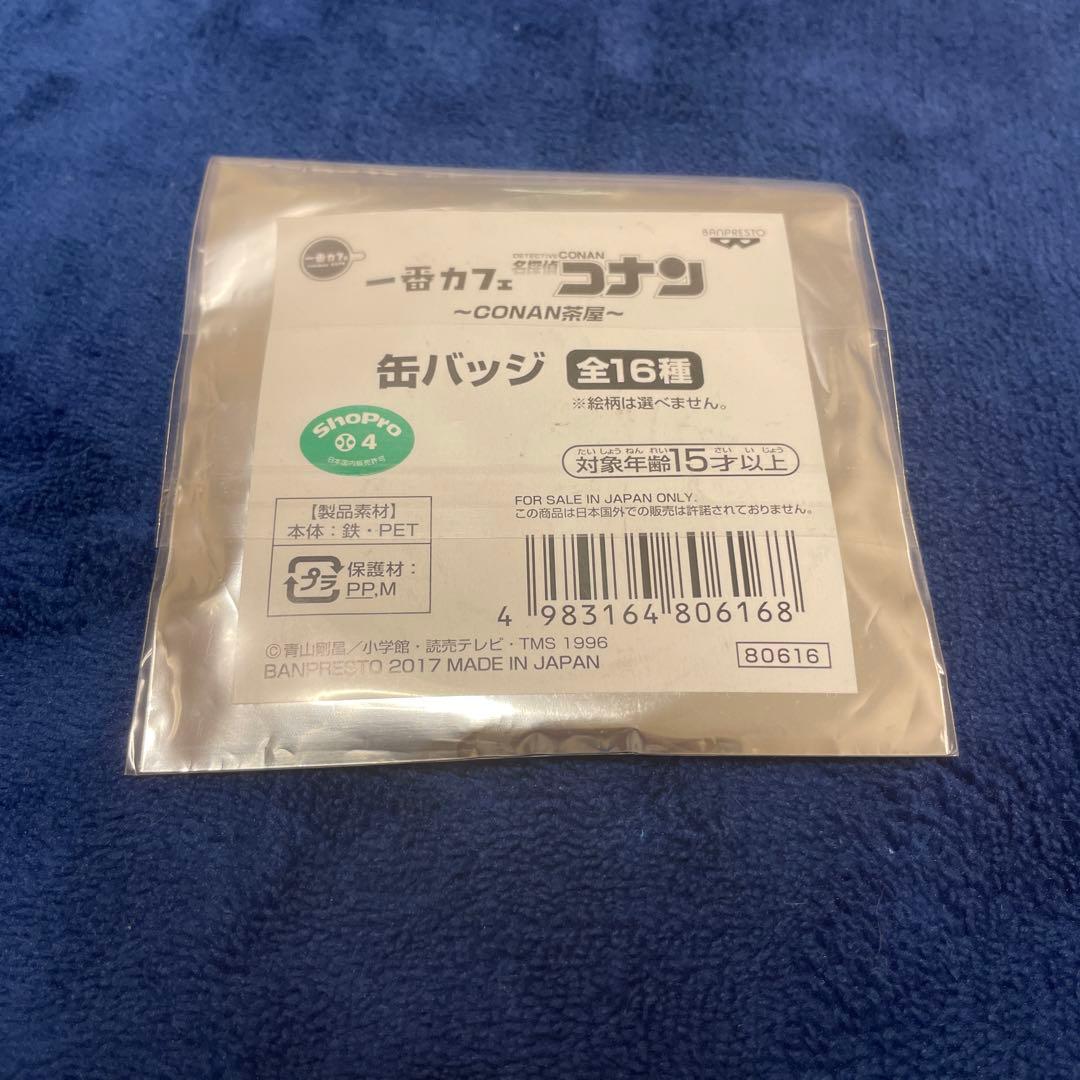 一番カフェ
BANPRESTO
DETECTIVE CONAN
一番カフェ 名探偵コナン
～CONAN茶屋～
缶バッジ 全16種
※絵柄は選べません。
ShoPro
4
日本国内販売許可
たいしょうねんれい さい いじょう
対象年齢15才以上
FOR SALE IN JAPAN ONLY.
この商品は日本国外での販売は許諾されておりません。
【製品素材】
本体：鉄・PET
プラ 保護材：
PP,M
4 983164 806168
©青山剛昌／小学館・読売テレビ・TMS 1996
BANPRESTO 2017 MADE IN JAPAN
80616